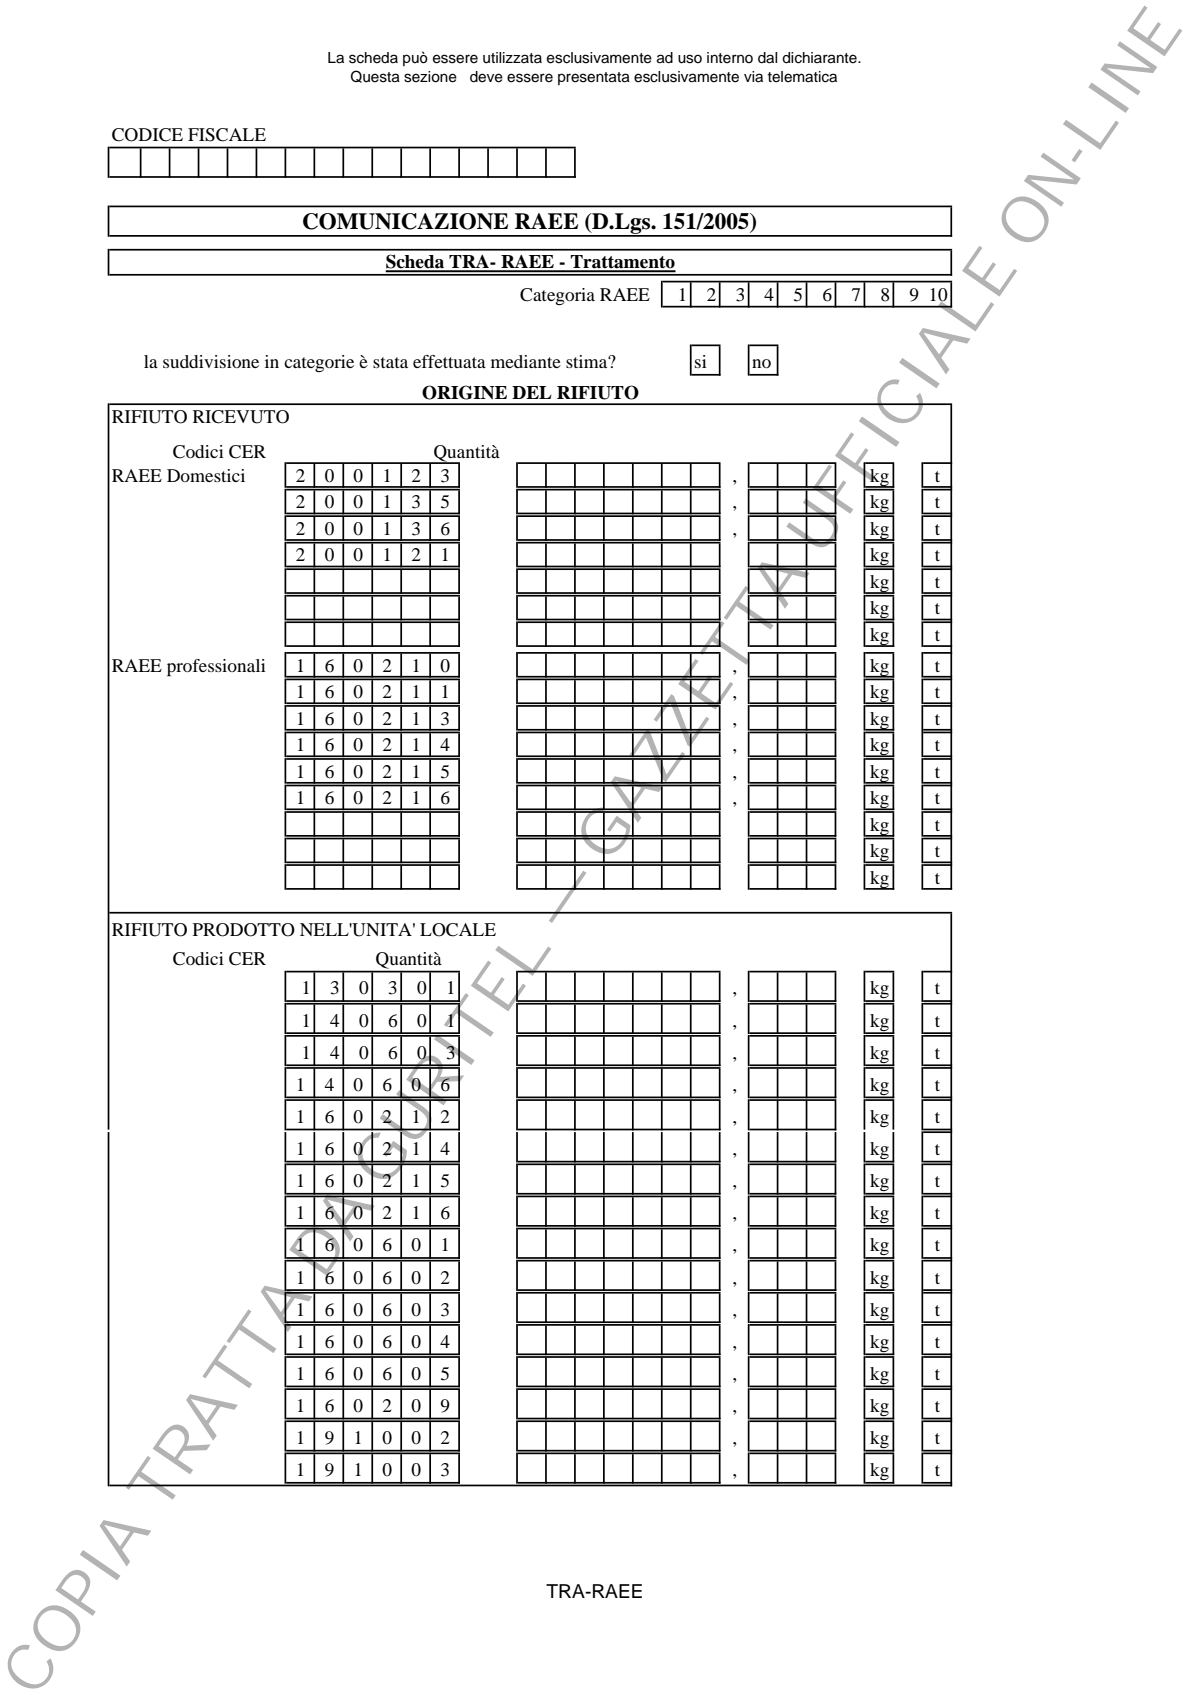 La scheda può essere utilizzata esclusivamente ad uso interno dal dichiarante.
Questa sezione deve essere presentata esclusivamente via telematica
CODICE FISCALE
COMUNICAZIONE RAEE (D.Lgs. 151/2005)
Scheda TRA- RAEE - Trattamento
Categoria RAEE 1 2 3 4 5 6 7 8 9 10
la suddivisione in categorie è stata effettuata mediante stima? si no
ORIGINE DEL RIFIUTO
RIFIUTO RICEVUTO
Codici CER Quantità
RAEE Domestici 2 0 0 1 2 3 , kg t
2 0 0 1 3 5 , kg t
2 0 0 1 3 6 , kg t
2 0 0 1 2 1 kg t
kg t
kg t
kg t
RAEE professionali 1 6 0 2 1 0 , kg t
1 6 0 2 1 1 , kg t
1 6 0 2 1 3 , kg t
1 6 0 2 1 4 , kg t
1 6 0 2 1 5 , kg t
1 6 0 2 1 6 , kg t
kg t
kg t
kg t
RIFIUTO PRODOTTO NELL'UNITA' LOCALE
Codici CER Quantità
1 3 0 3 0 1 , kg t
1 4 0 6 0 1 , kg t
1 4 0 6 0 3 , kg t
1 4 0 6 0 6 , kg t
1 6 0 2 1 2 , kg t
1 6 0 2 1 4 , kg t
1 6 0 2 1 5 , kg t
1 6 0 2 1 6 , kg t
1 6 0 6 0 1 , kg t
1 6 0 6 0 2 , kg t
1 6 0 6 0 3 , kg t
1 6 0 6 0 4 , kg t
1 6 0 6 0 5 , kg t
1 6 0 2 0 9 , kg t
1 9 1 0 0 2 , kg t
1 9 1 0 0 3 , kg t
TRA-RAEE
COPIA TRATTA DA GURITEL — GAZZETTA UFFICIALE ON-LINE